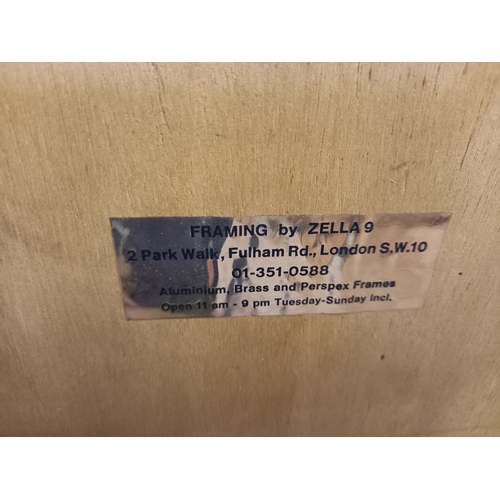 FRAMING by ZELLA 9
2 Park Walk, Fulham Rd., London S.W.10
01-351-0588
Aluminium, Brass and Perspex Frames
Open 11 am - 9 pm Tuesday-Sunday Incl.